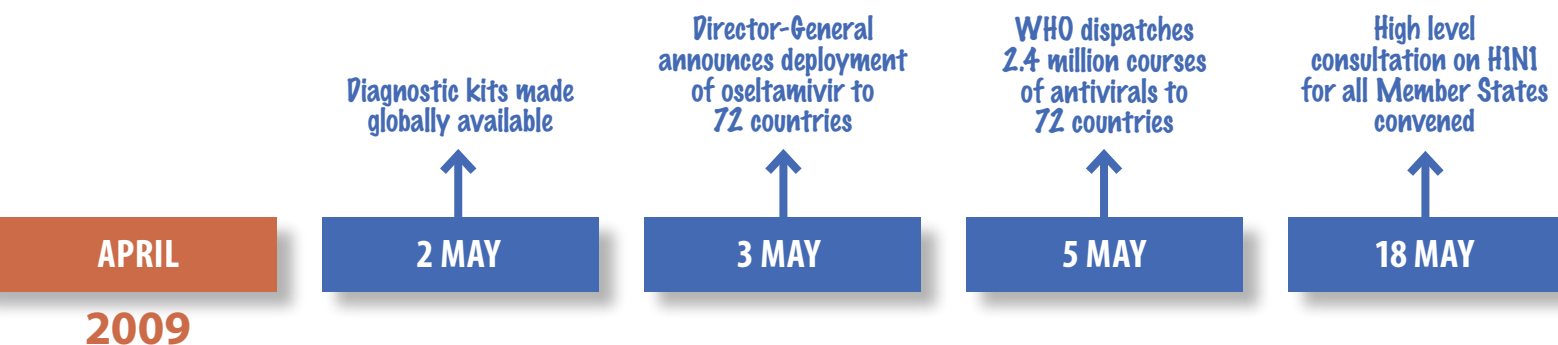 Diagnostic kits made
globally available
Director-General
announces deployment
of oseltamivir to
72 countries
WHO dispatches
2.4 million courses
of antivirals to
72 countries
High level
consultation on H1N1
for all Member States
convened
APRIL
2 MAY
3 MAY
5 MAY
18 MAY
2009